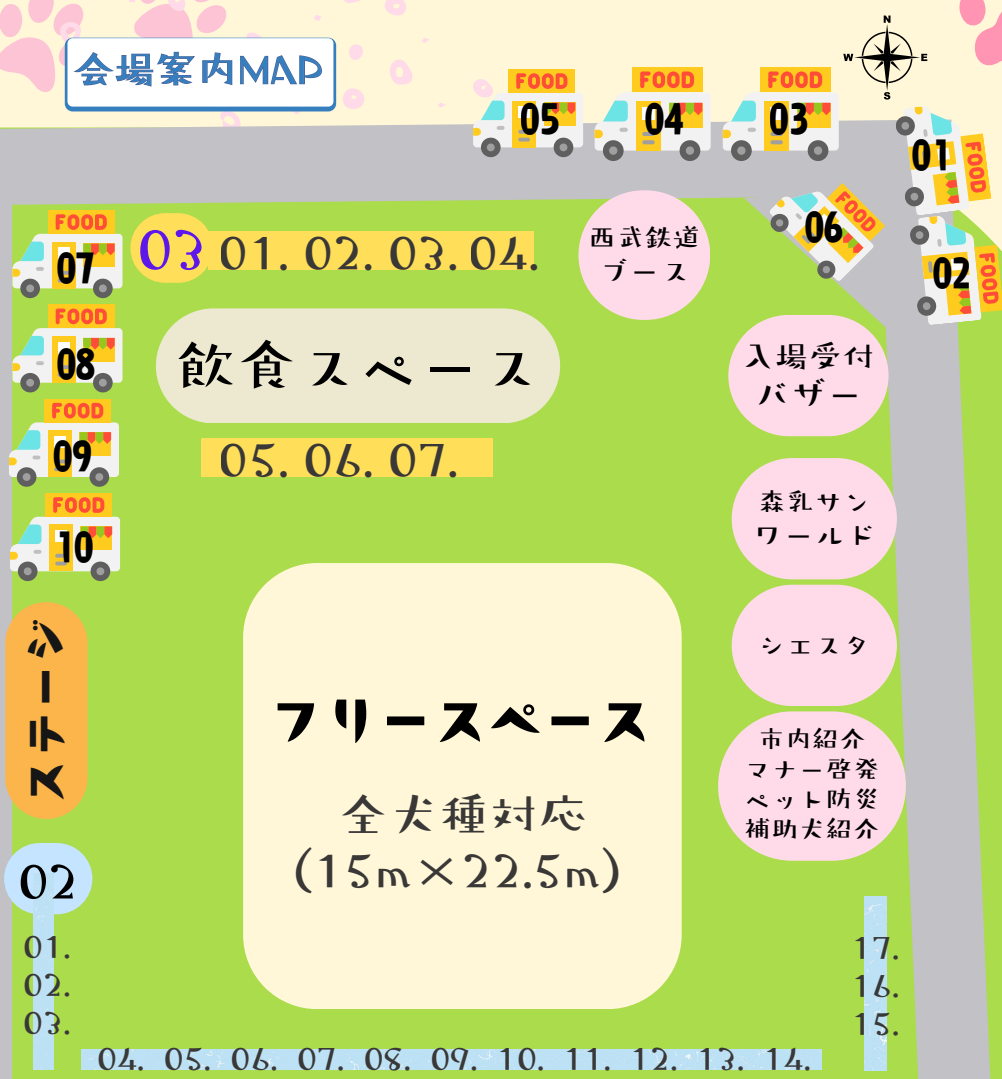 会場案内MAP
N
W
E
S
FOOD
05
FOOD
04
FOOD
03
01
FOOD
02
FOOD
FOOD
06
FOOD
07
FOOD
08
FOOD
09
FOOD
10
03 01. 02. 03. 04.
西武鉄道
ブース
飲食スペース
05. 06. 07.
入場受付
バザー
森乳サン
ワールド
シエスタ
市内紹介
マナー啓発
ペット防災
補助犬紹介
ステージ
フリースペース
全犬種対応
(15m×22.5m)
02
01.
02.
03.
04. 05. 06. 07. 08. 09. 10. 11. 12. 13. 14.
17.
16.
15.